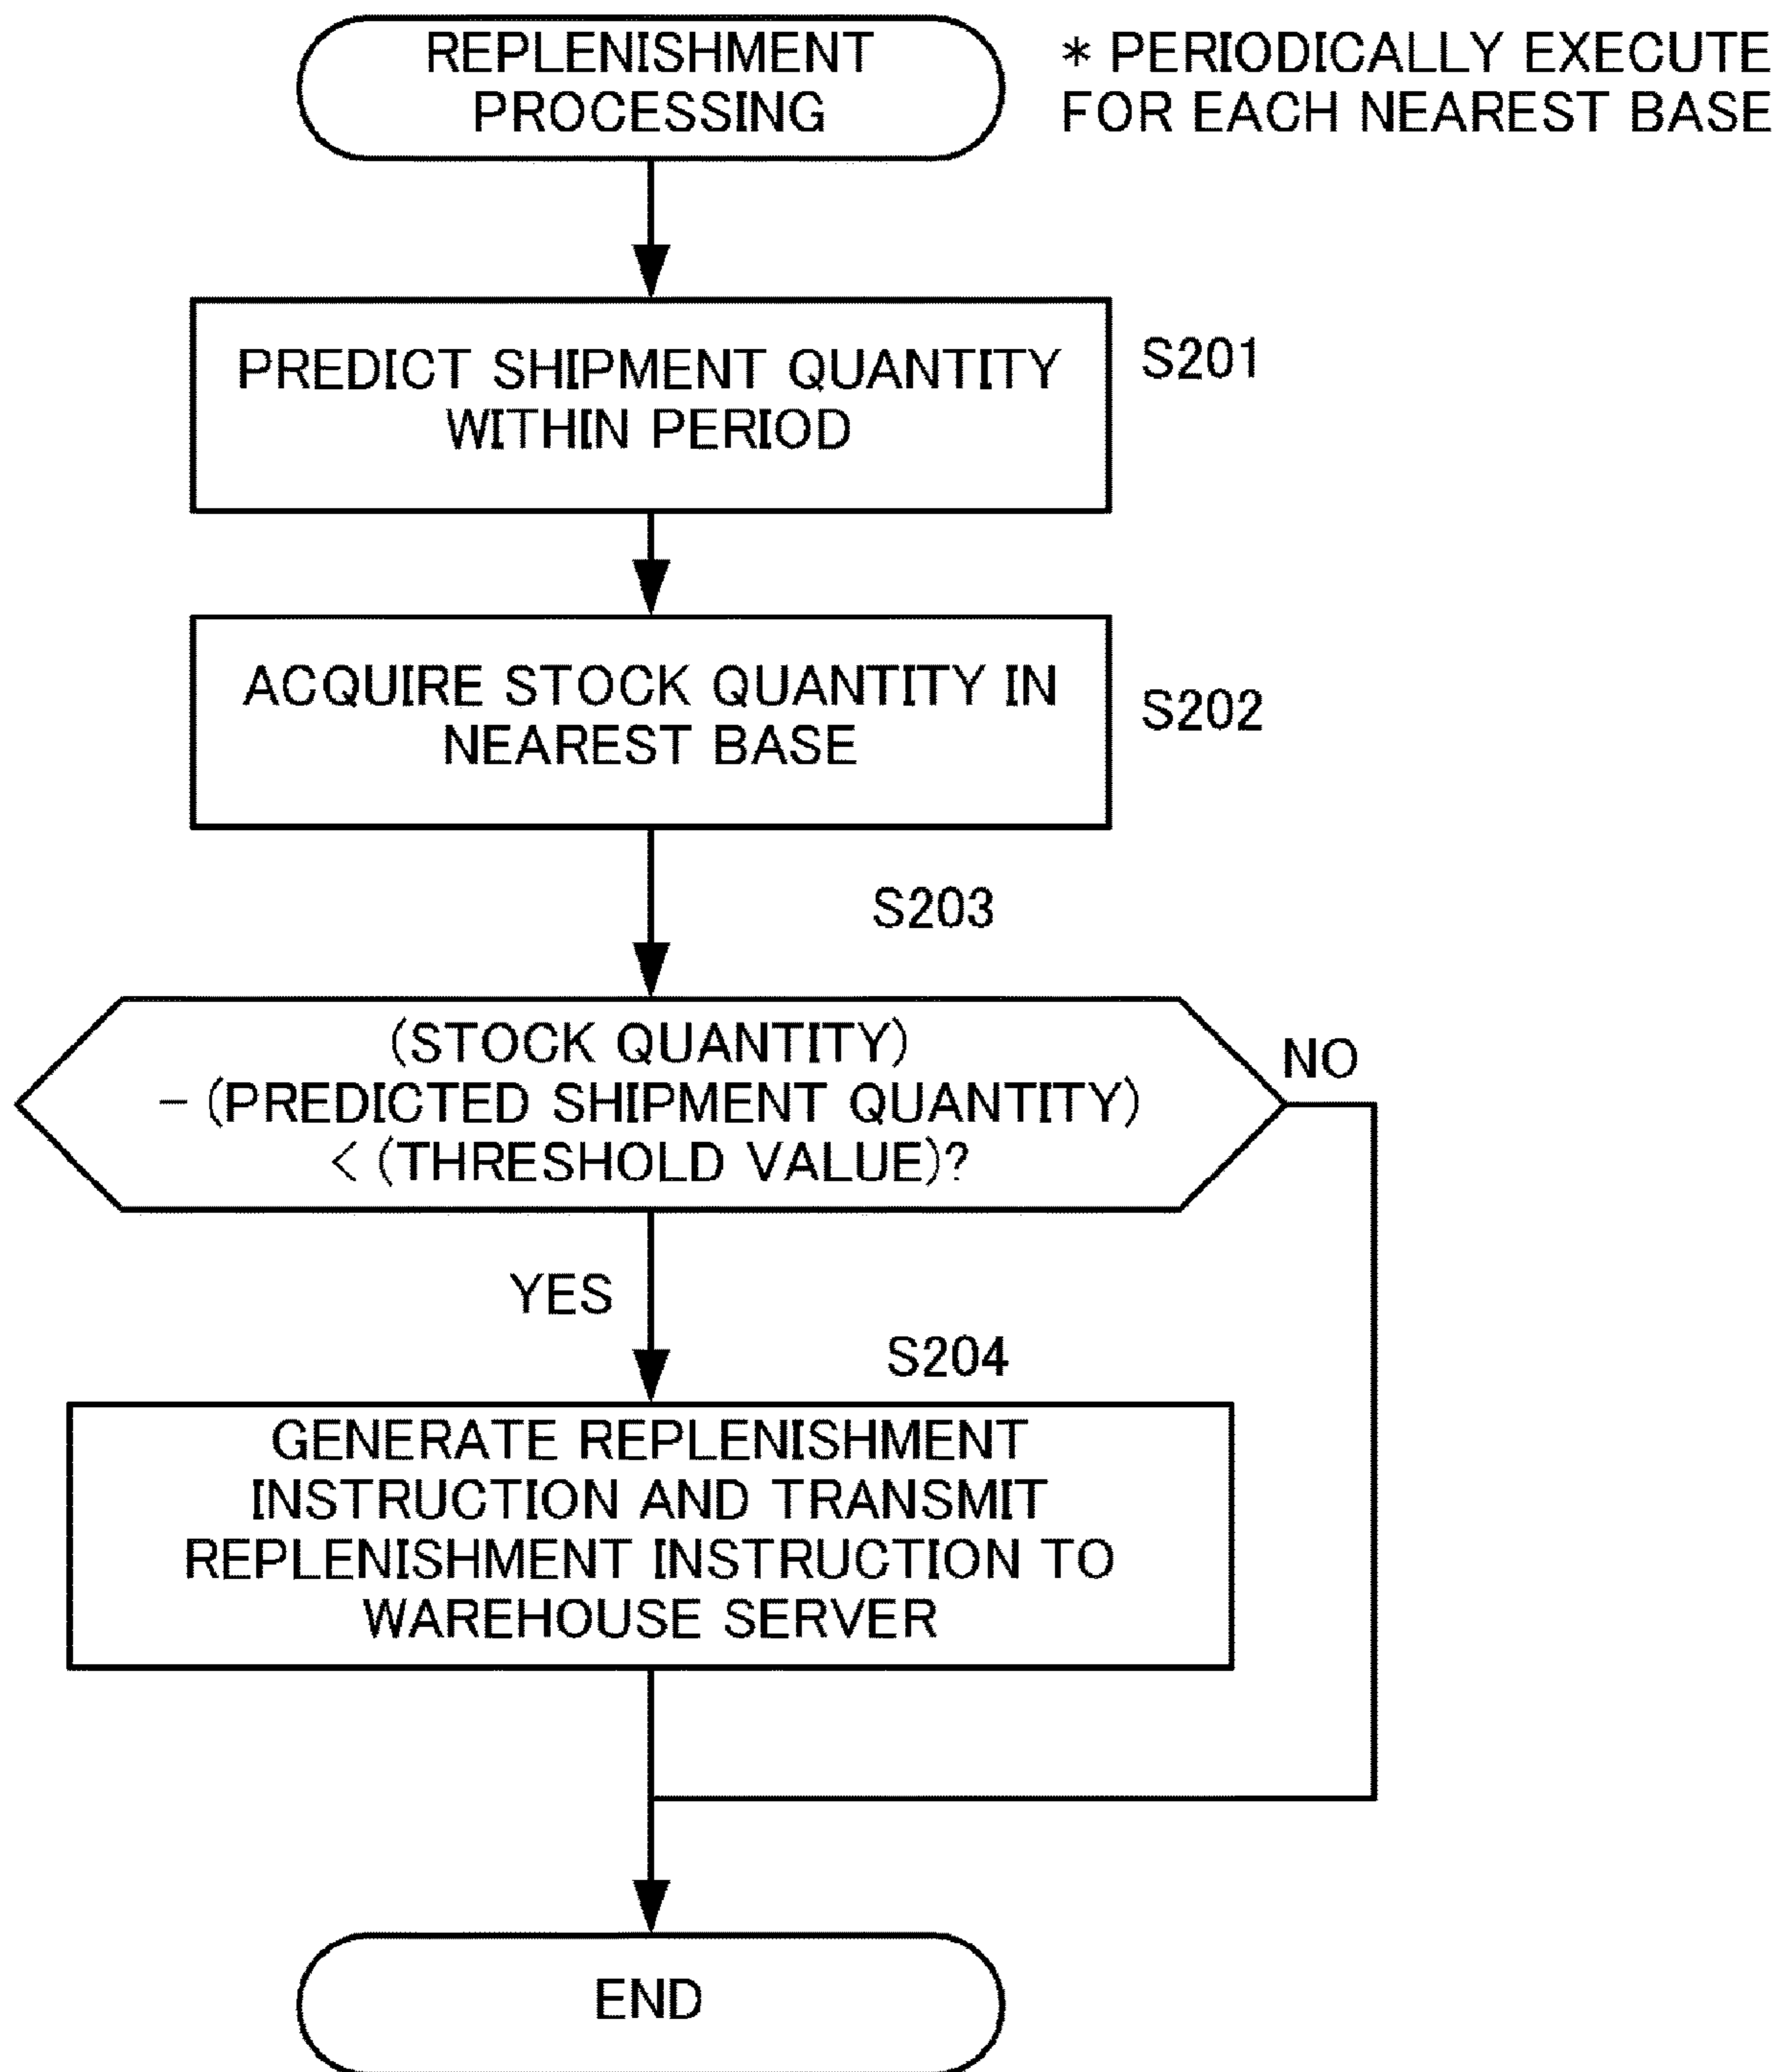 REPLENISHMENT
PROCESSING
* PERIODICALLY EXECUTE
FOR EACH NEAREST BASE
PREDICT SHIPMENT QUANTITY
WITHIN PERIOD
S201
ACQUIRE STOCK QUANTITY IN
NEAREST BASE
S202
S203
(STOCK QUANTITY)
- (PREDICTED SHIPMENT QUANTITY)
< (THRESHOLD VALUE)?
NO
YES
S204
GENERATE REPLENISHMENT
INSTRUCTION AND TRANSMIT
REPLENISHMENT INSTRUCTION TO
WAREHOUSE SERVER
END